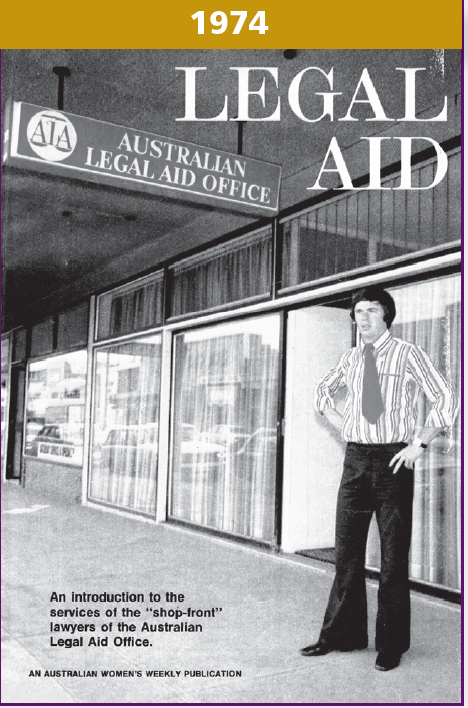 1974
LEGAL
AID
AUSTRALIAN
LEGAL AID OFFICE
An introduction to the
services of the “shop-front”
lawyers of the Australian
Legal Aid Office.
AN AUSTRALIAN WOMEN'S WEEKLY PUBLICATION